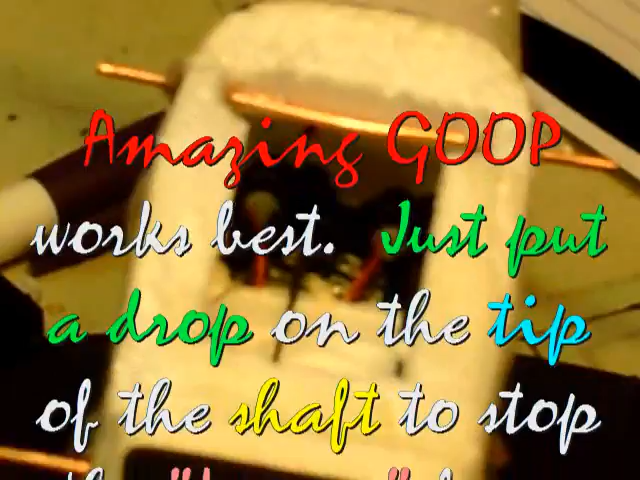 Amazing GOOP
works best. Just put
a drop on the tip
of the shaft to stop